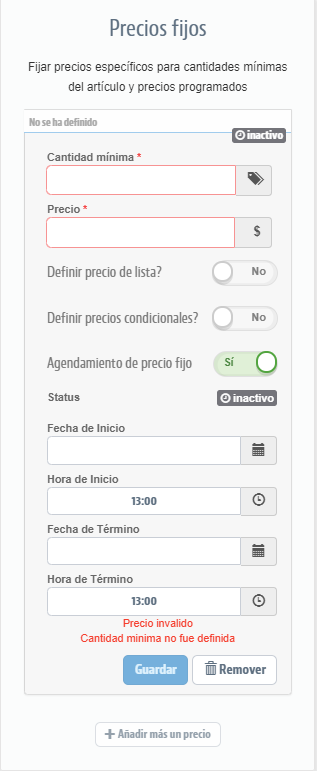 Precios fijos
Fijar precios específicos para cantidades mínimas
del artículo y precios programados
No se ha definido
inactivo
Cantidad mínima *
Precio *
$
Definir precio de lista?
No
Definir precios condicionales?
No
Agendamiento de precio fijo
Sí
Status
inactivo
Fecha de Inicio
Hora de Inicio
13:00
Fecha de Término
Hora de Término
13:00
Precio invalido
Cantidad minima no fue definida
Guardar
Remover
Añadir más un precio